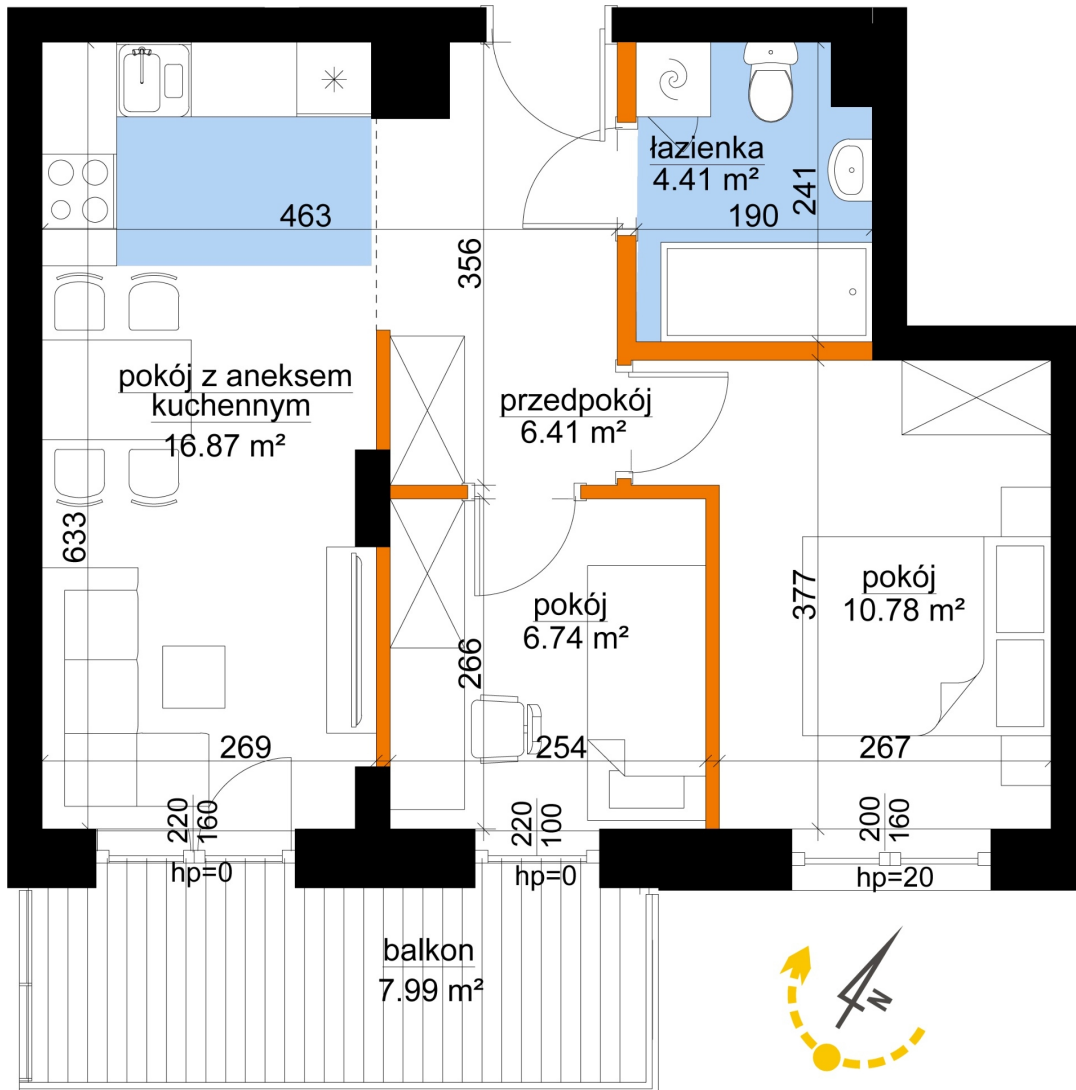 łazienka
4.41 m²
463
190
241
356
pokój z aneksem
kuchennym
16.87 m²
przedpokój
6.41 m²
633
377
pokój
10.78 m²
pokój
6.74 m²
266
269
254
267
220
160
hp=0
220
100
hp=0
200
160
hp=20
balkon
7.99 m²
N